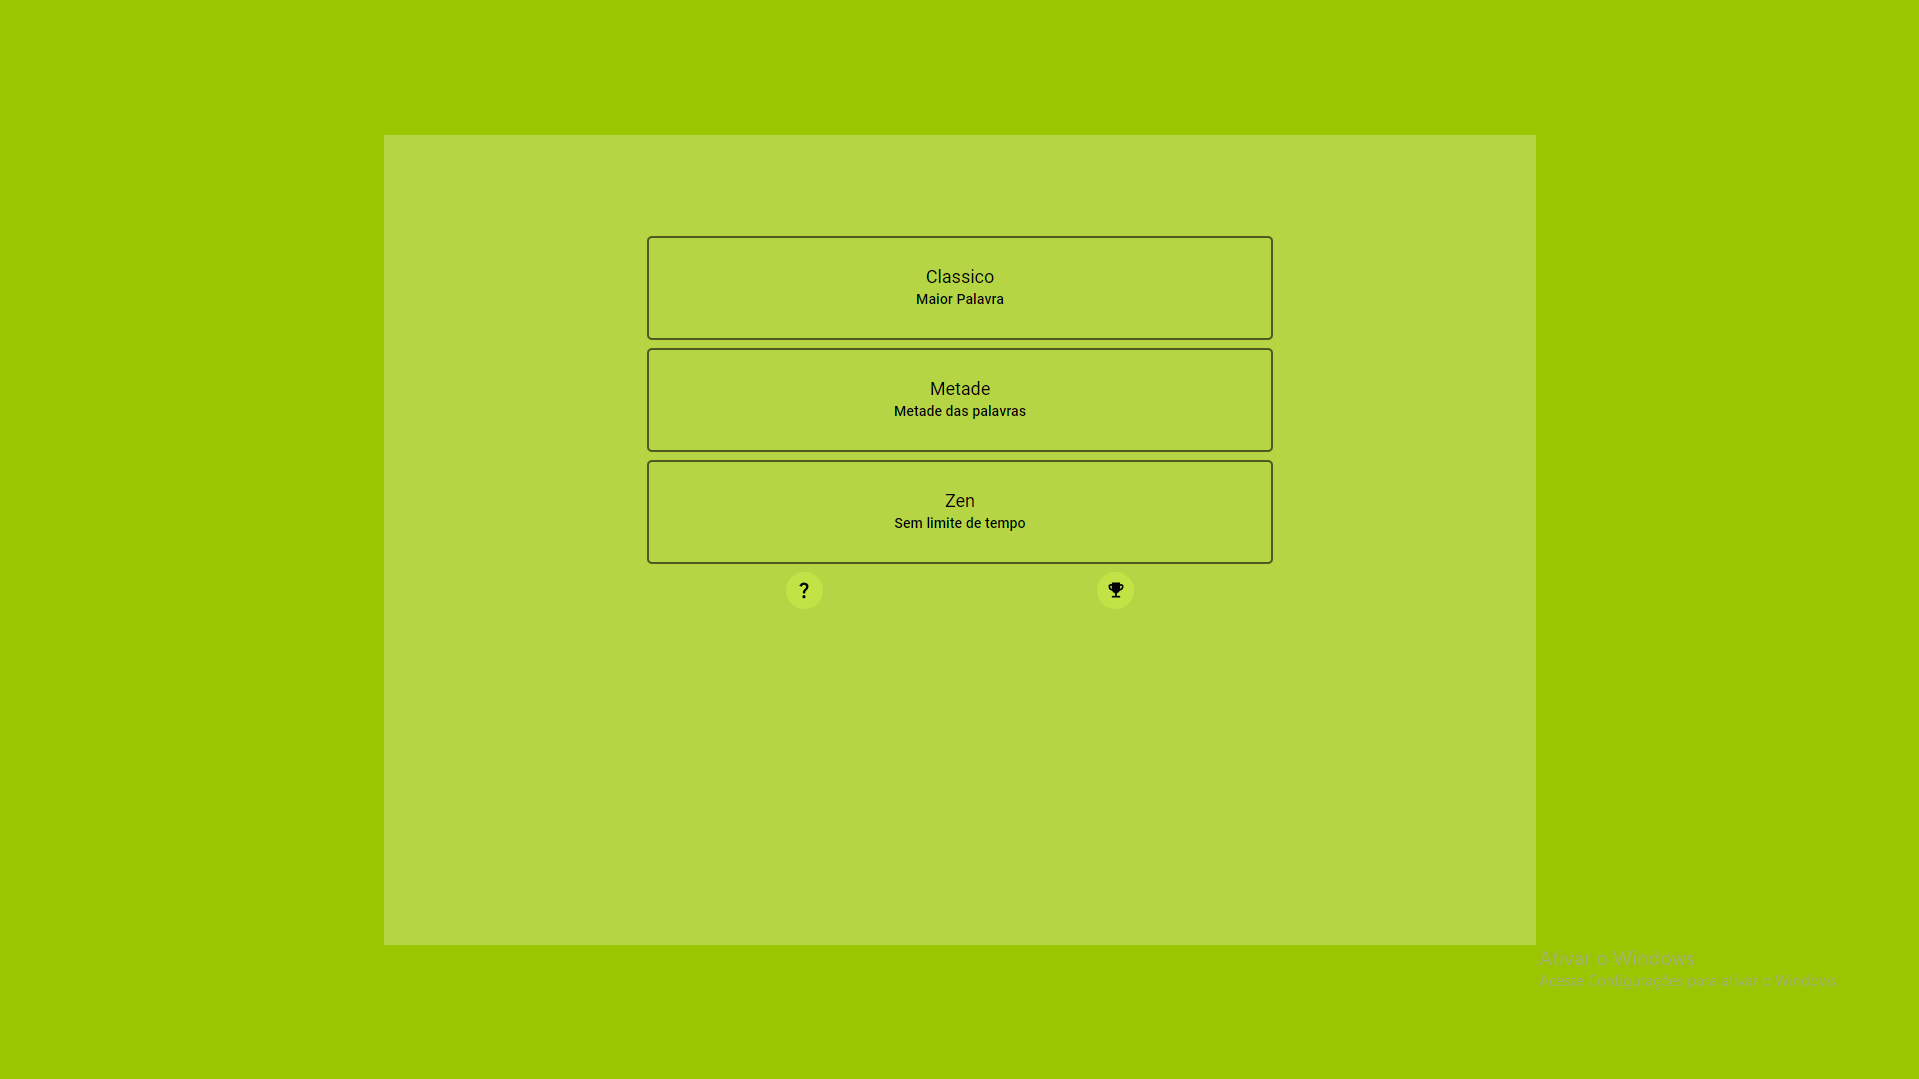 Classico
Maior Palavra
Metade
Metade das palavras
Zen
Sem limite de tempo
?
Ativar o Windows
Acesse Configurações para ativar o Windows.